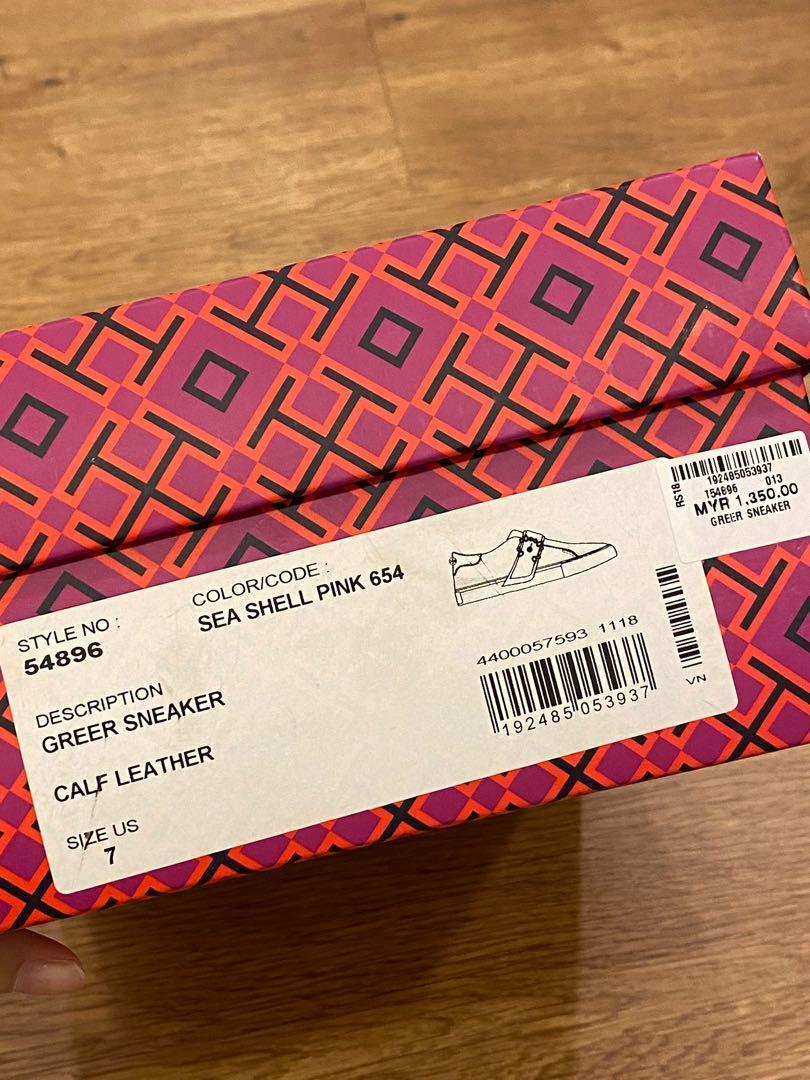 STYLE NO :
54896
COLOR/CODE :
SEA SHELL PINK 654
DESCRIPTION
GREER SNEAKER
CALF LEATHER
SIZE US
7
4400057593 1118
192485 053937
VN
RS18
192485053937
154896 013
MYR 1,350.00
GREER SNEAKER